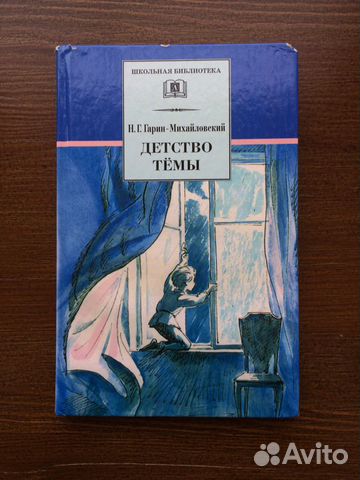 ШКОЛЬНАЯ БИБЛИОТЕКА
Н. Г. Гарин-Михайловский
ДЕТСТВО
ТЁМЫ
Avito